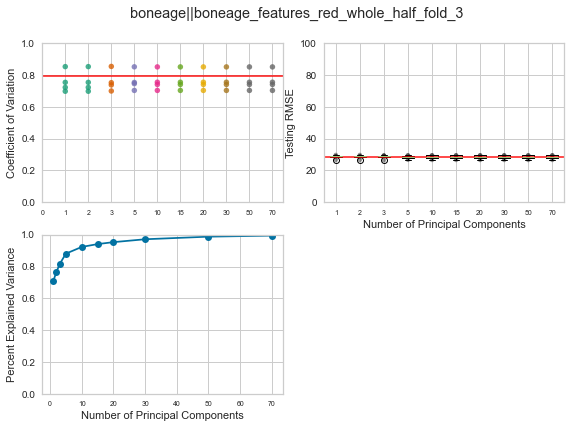 boneage||boneage_features_red_whole_half_fold_3
Coefficient of Variation
1.0
0.8
0.6
0.4
0.2
0.0
0 1 2 3 5 10 15 20 30 50 70
Testing RMSE
100
80
60
40
20
0
1 2 3 5 10 15 20 30 50 70
Number of Principal Components
Percent Explained Variance
1.0
0.8
0.6
0.4
0.2
0.0
0 10 20 30 40 50 60 70
Number of Principal Components